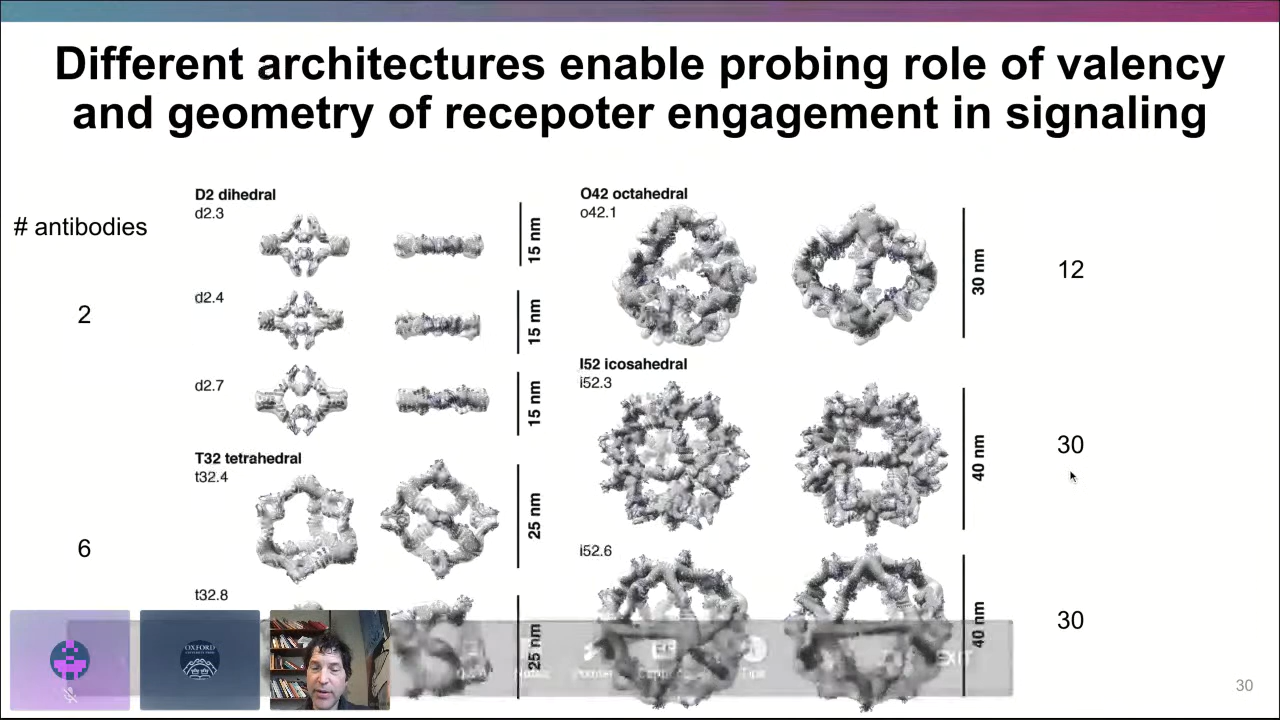 Different architectures enable probing role of valency
and geometry of recepoter engagement in signaling
# antibodies
2
6
D2 dihedral
d2.3
15 nm
d2.4
15 nm
d2.7
15 nm
T32 tetrahedral
t32.4
25 nm
t32.8
25 nm
O42 octahedral
o42.1
30 nm
12
I52 icosahedral
i52.3
40 nm
30
i52.6
40 nm
30
OXFORD
EXIT
30